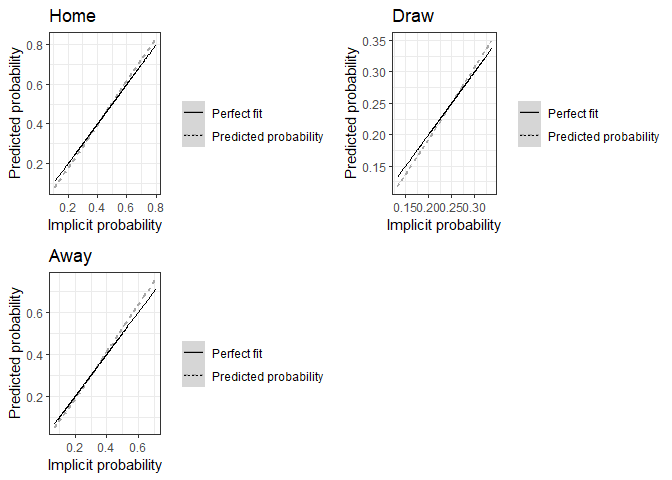 Home
Predicted probability
0.8
0.6
0.4
0.2
0.2 0.4 0.6 0.8
Implicit probability
Perfect fit
Predicted probability
Draw
Predicted probability
0.35
0.30
0.25
0.20
0.15
0.15 0.20 0.25 0.30
Implicit probability
Perfect fit
Predicted probability
Away
Predicted probability
0.6
0.4
0.2
0.2 0.4 0.6
Implicit probability
Perfect fit
Predicted probability